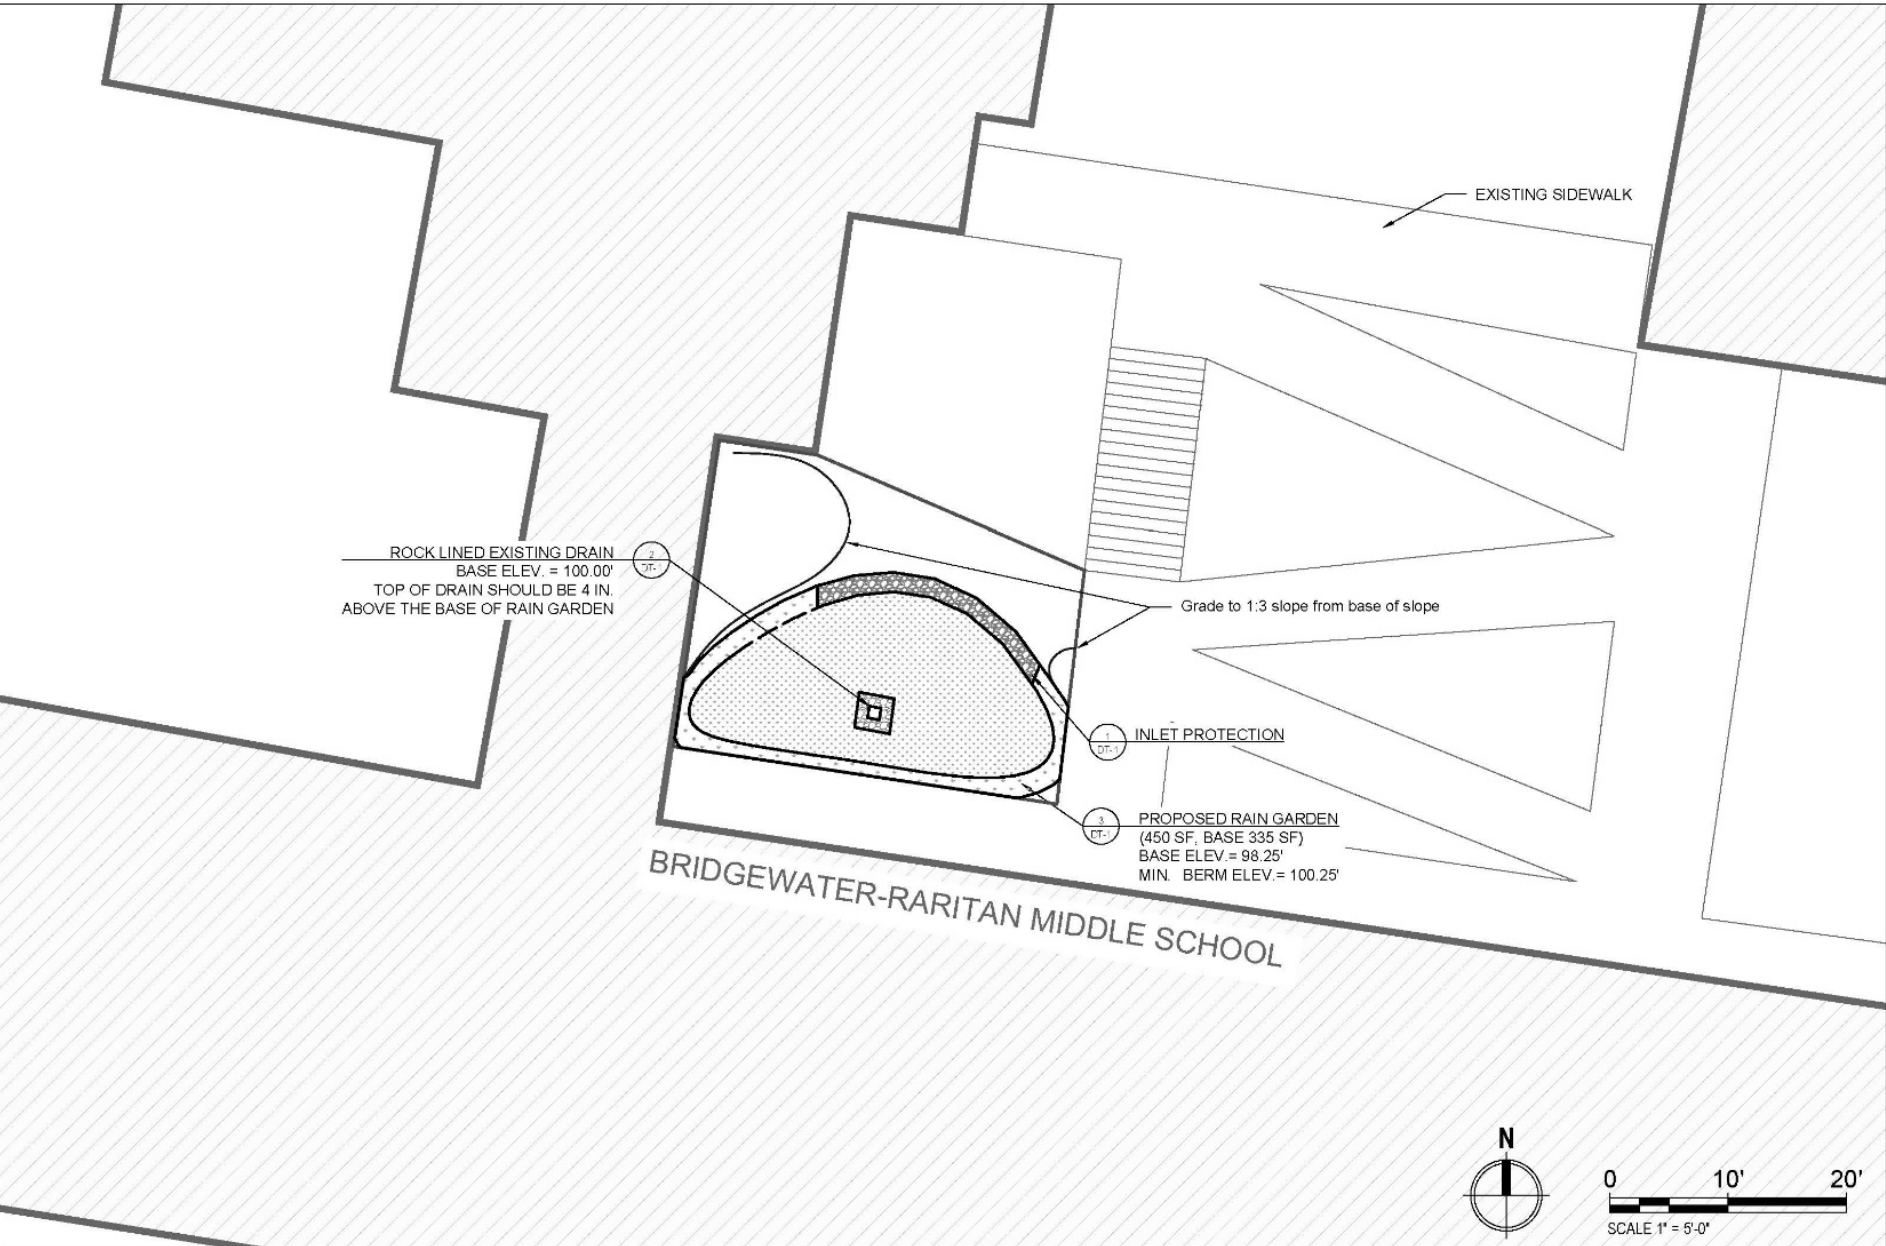 EXISTING SIDEWALK
ROCK LINED EXISTING DRAIN
BASE ELEV. = 100.00'
TOP OF DRAIN SHOULD BE 4 IN.
ABOVE THE BASE OF RAIN GARDEN
2
DT-1
Grade to 1:3 slope from base of slope
1
DT-1
INLET PROTECTION
3
DT-1
PROPOSED RAIN GARDEN
(450 SF, BASE 335 SF)
BASE ELEV.= 98.25'
MIN. BERM ELEV.= 100.25'
BRIDGEWATER-RARITAN MIDDLE SCHOOL
N
0 10' 20'
SCALE 1" = 5'-0"